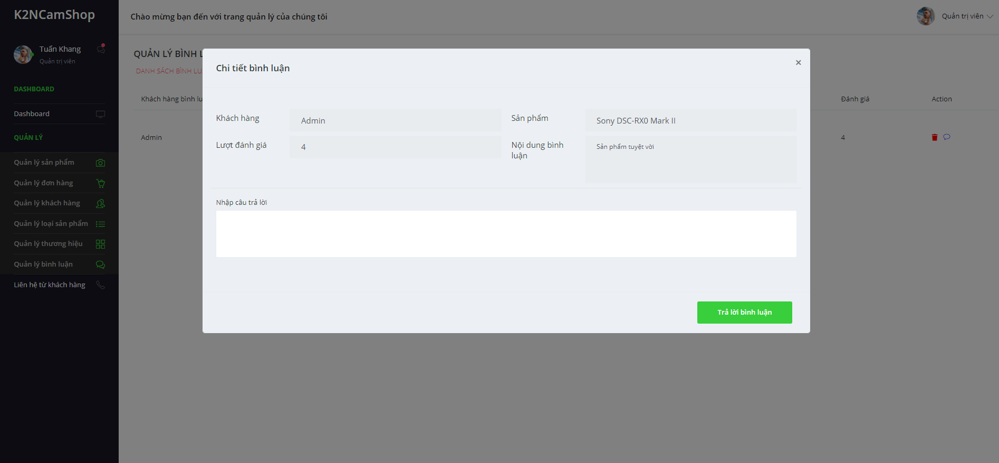 K2NCamShop
Chào mừng bạn đến với trang quản lý của chúng tôi
Quản trị viên
Tuấn Khang
Quản trị viên
DASHBOARD
Dashboard
QUẢN LÝ
Quản lý sản phẩm
Quản lý đơn hàng
Quản lý khách hàng
Quản lý loại sản phẩm
Quản lý thương hiệu
Quản lý bình luận
Liên hệ từ khách hàng
QUẢN LÝ BÌNH
DANH SÁCH BÌNH
Khách hàng bình
Đánh giá
Action
Admin
4
Chi tiết bình luận
×
Khách hàng
Admin
Sản phẩm
Sony DSC-RX0 Mark II
Lượt đánh giá
4
Nội dung bình
luận
Sản phẩm tuyệt vời
Nhập câu trả lời
Trả lời bình luận